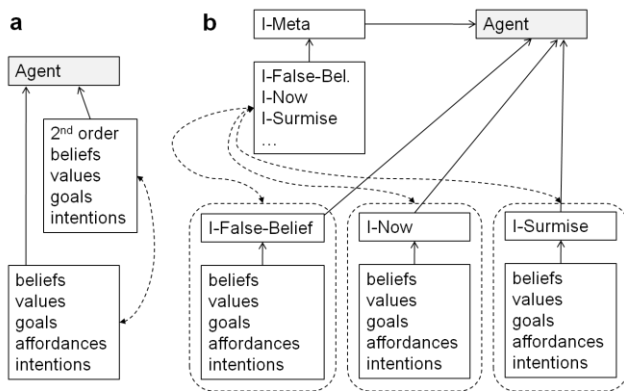 a
Agent
2nd order
beliefs
values
goals
intentions
beliefs
values
goals
affordances
intentions
b
I-Meta
Agent
I-False-Bel.
I-Now
I-Surmise
...
I-False-Belief
beliefs
values
goals
affordances
intentions
I-Now
beliefs
values
goals
affordances
intentions
I-Surmise
beliefs
values
goals
affordances
intentions